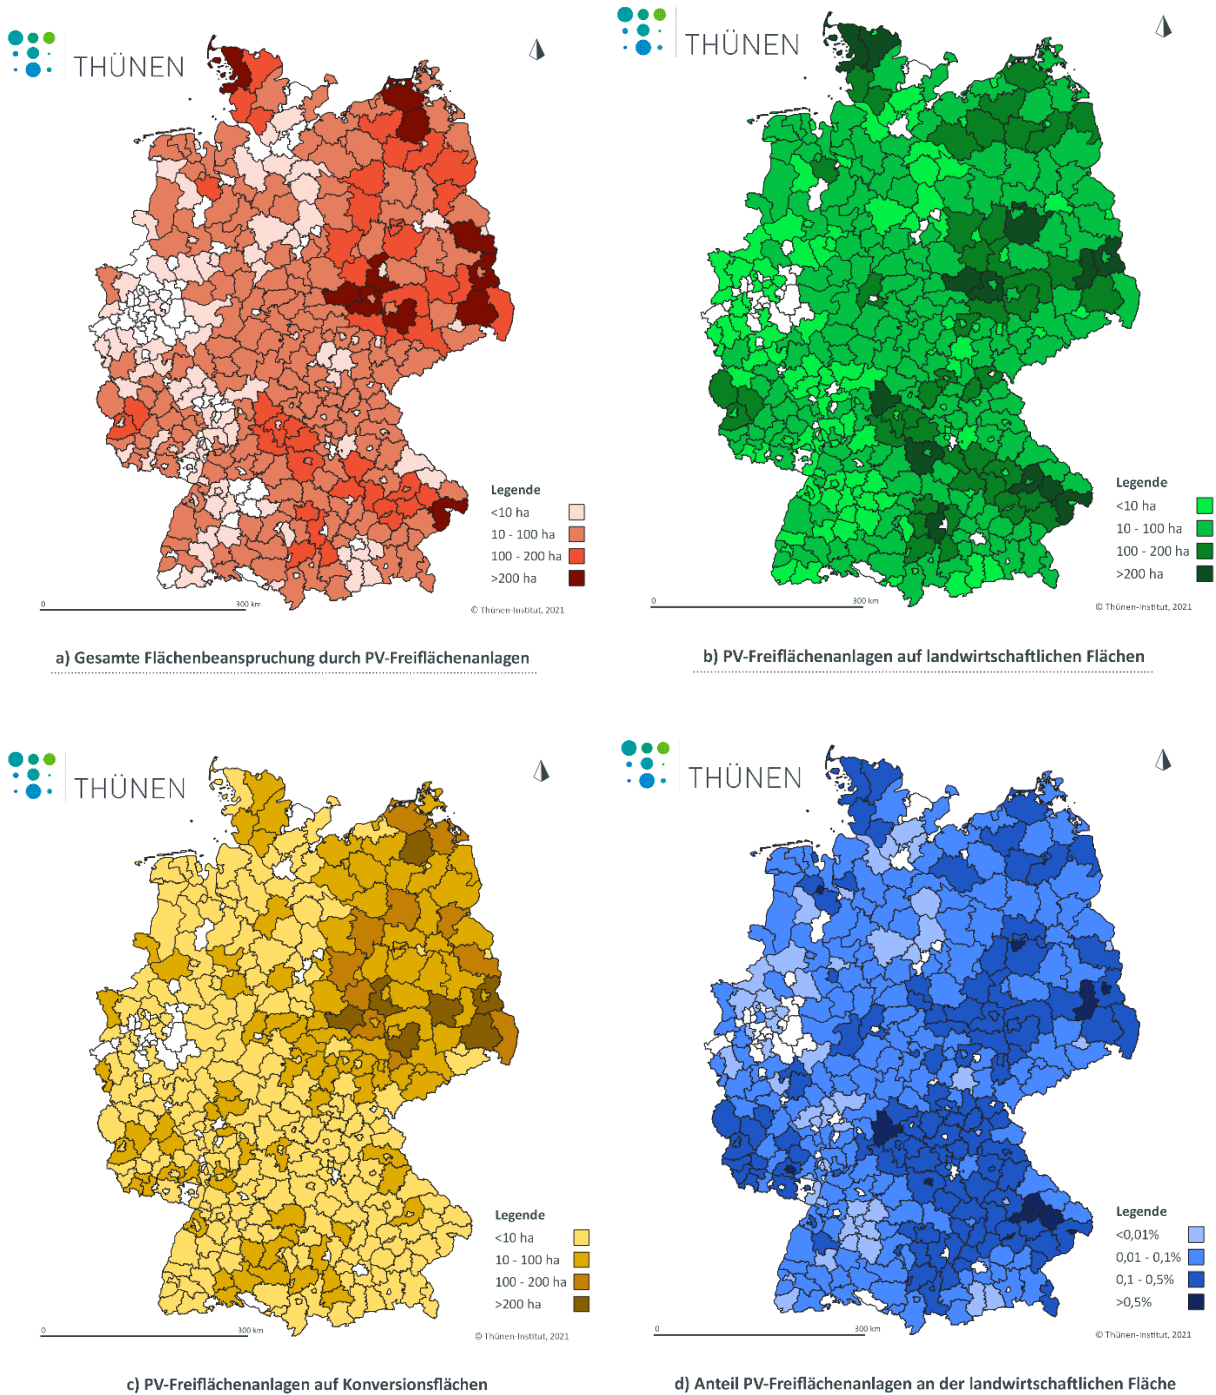 THÜNEN
Legende
<10 ha
10 - 100 ha
100 - 200 ha
>200 ha
0 300 km
© Thünen-Institut, 2021
a) Gesamte Flächenbeanspruchung durch PV-Freiflächenanlagen
THÜNEN
Legende
<10 ha
10 - 100 ha
100 - 200 ha
>200 ha
0 300 km
© Thünen-Institut, 2021
b) PV-Freiflächenanlagen auf landwirtschaftlichen Flächen
THÜNEN
Legende
<10 ha
10 - 100 ha
100 - 200 ha
>200 ha
0 300 km
© Thünen-Institut, 2021
c) PV-Freiflächenanlagen auf Konversionsflächen
THÜNEN
Legende
<0,01%
0,01 - 0,1%
0,1 - 0,5%
>0,5%
0 300 km
© Thünen-Institut, 2021
d) Anteil PV-Freiflächenanlagen an der landwirtschaftlichen Fläche